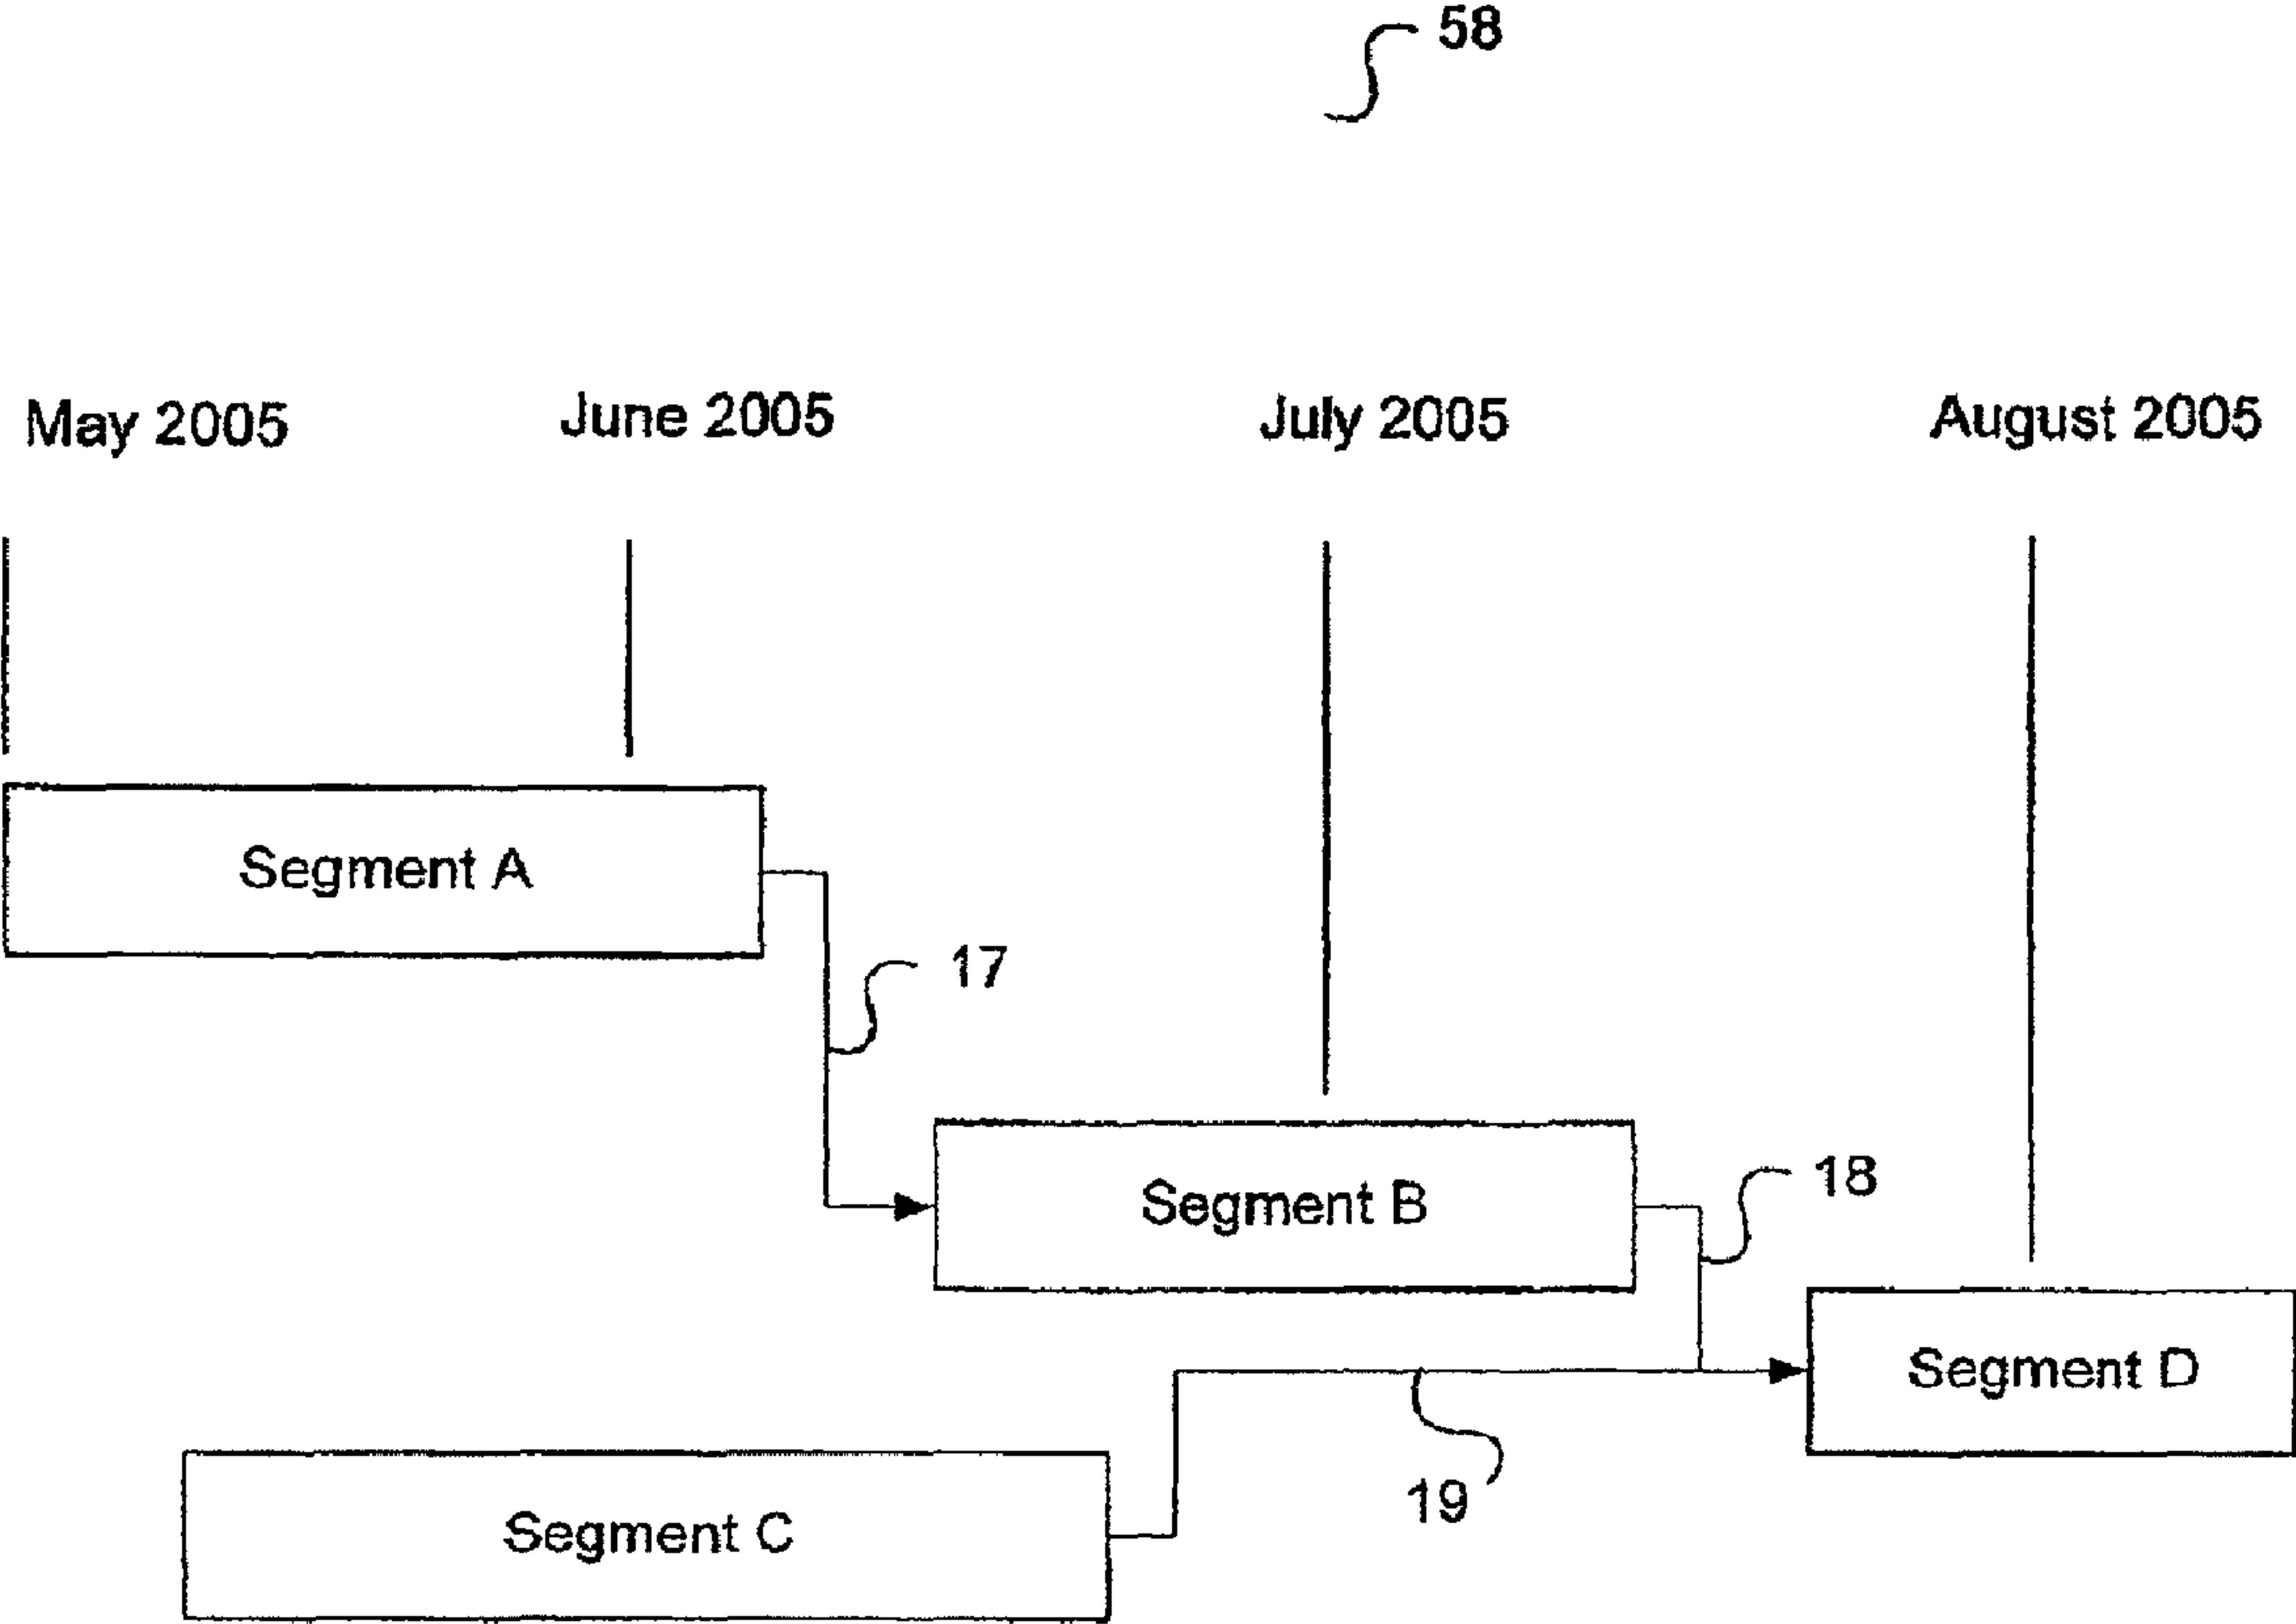 58
May 2005 June 2005 July 2005 August 2005
Segment A
17
Segment B
18
Segment D
19
Segment C